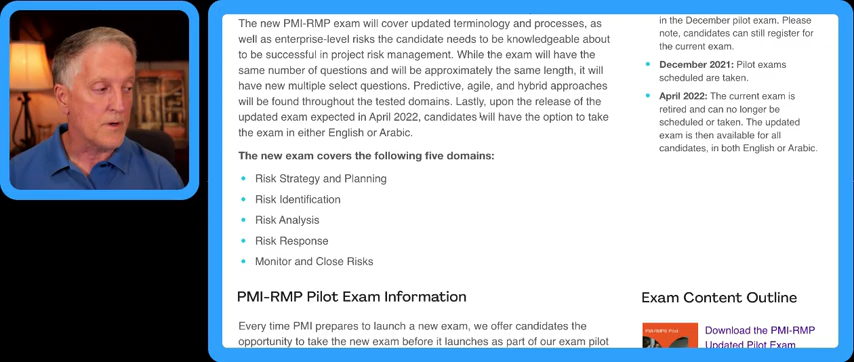 The new PMI-RMP exam will cover updated terminology and processes, as
well as enterprise-level risks the candidate needs to be knowledgeable about
to be successful in project risk management. While the exam will have the
same number of questions and will be approximately the same length, it will
have new multiple select questions. Predictive, agile, and hybrid approaches
will be found throughout the tested domains. Lastly, upon the release of the
updated exam expected in April 2022, candidates will have the option to take
the exam in either English or Arabic.
The new exam covers the following five domains:
• Risk Strategy and Planning
• Risk Identification
• Risk Analysis
• Risk Response
• Monitor and Close Risks
PMI-RMP Pilot Exam Information
Every time PMI prepares to launch a new exam, we offer candidates the
opportunity to take the new exam before it launches as part of our exam pilot
in the December pilot exam. Please
note, candidates can still register for
the current exam.
• December 2021: Pilot exams
scheduled are taken.
• April 2022: The current exam is
retired and can no longer be
scheduled or taken. The updated
exam is then available for all
candidates, in both English or Arabic.
Exam Content Outline
PMI-RMP® Pilot
Download the PMI-RMP
Updated Pilot Exam